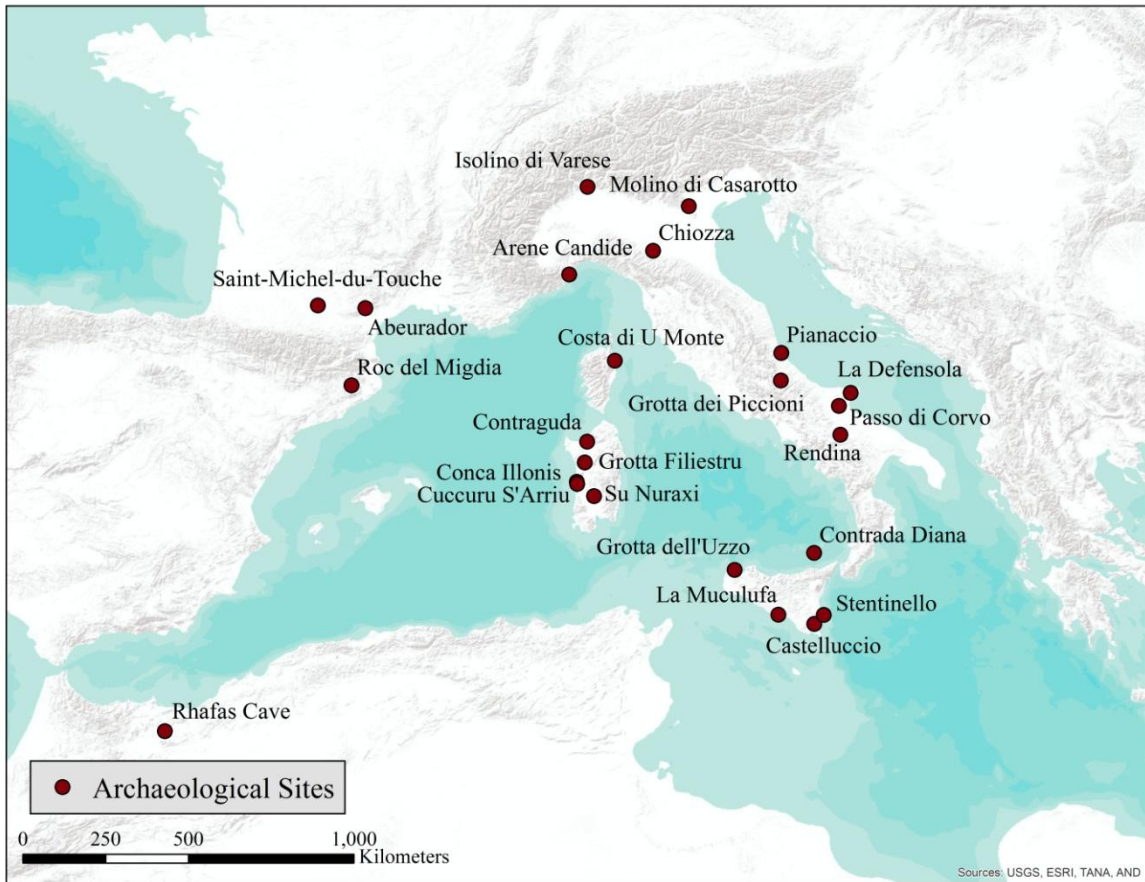 Isolino di Varese
Molino di Casarotto
Chiozza
Arene Candide
Saint-Michel-du-Touche
Abeurador
Costa di U Monte
Pianaccio
Roc del Migdia
La Defensola
Grotta dei Piccioni
Passo di Corvo
Contraguda
Rendina
Grotta Filiestru
Conca Illonis
Cuccuru S'Arriu
Su Nuraxi
Contrada Diana
Grotta dell'Uzzo
La Muculufa
Stentinello
Castelluccio
Rhafas Cave
Archaeological Sites
0 250 500 1,000
Kilometers
Sources: USGS, ESRI, TANA, AND